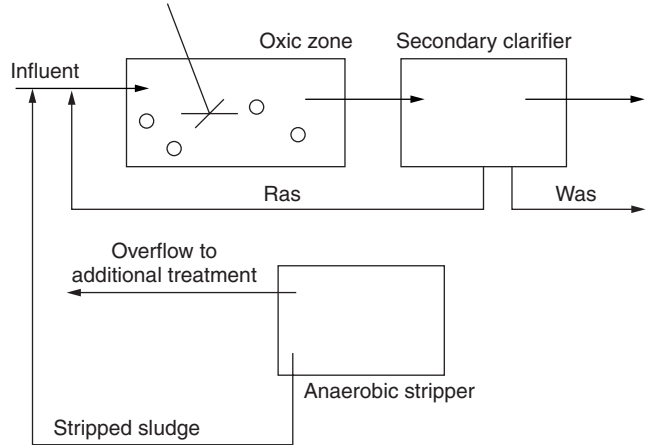 Oxic zone
Secondary clarifier
Influent
Ras
Was
Overflow to
additional treatment
Anaerobic stripper
Stripped sludge